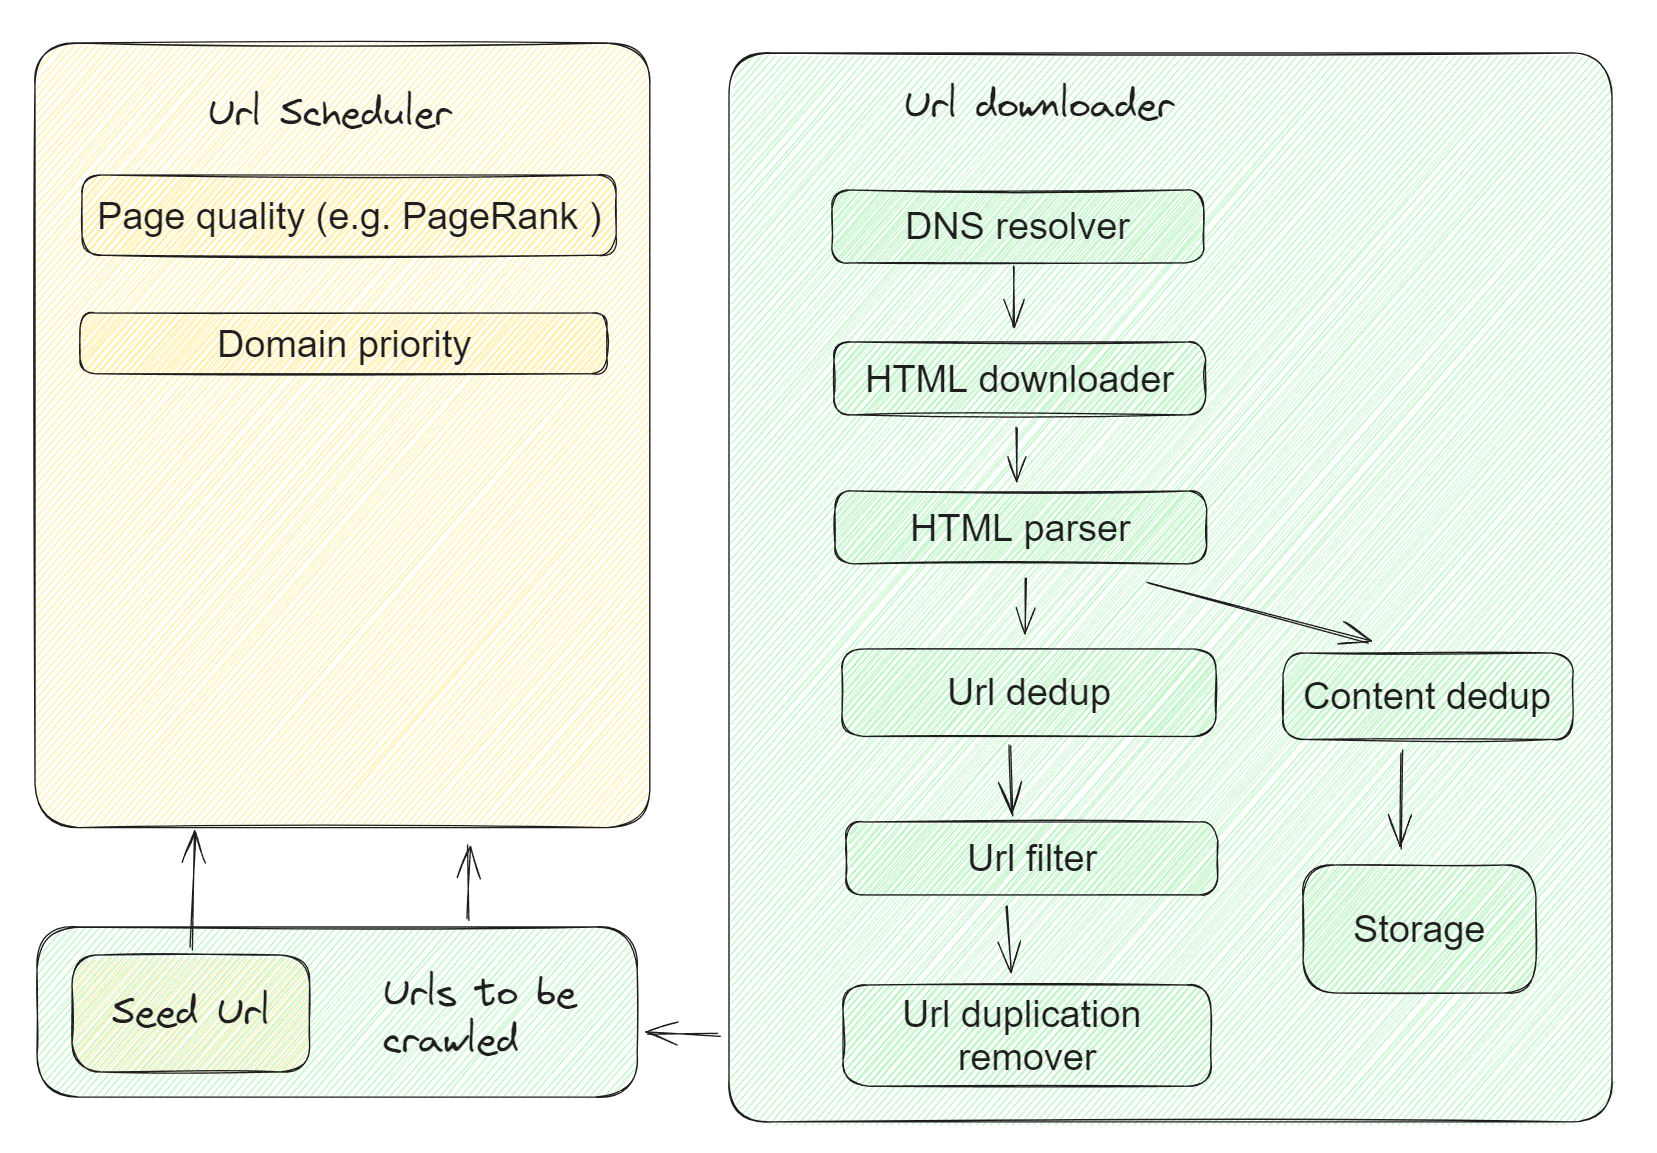 Url Scheduler
Page quality (e.g. PageRank )
Domain priority
Seed Url
Urls to be
crawled
Url downloader
DNS resolver
HTML downloader
HTML parser
Url dedup
Content dedup
Url filter
Storage
Url duplication
remover